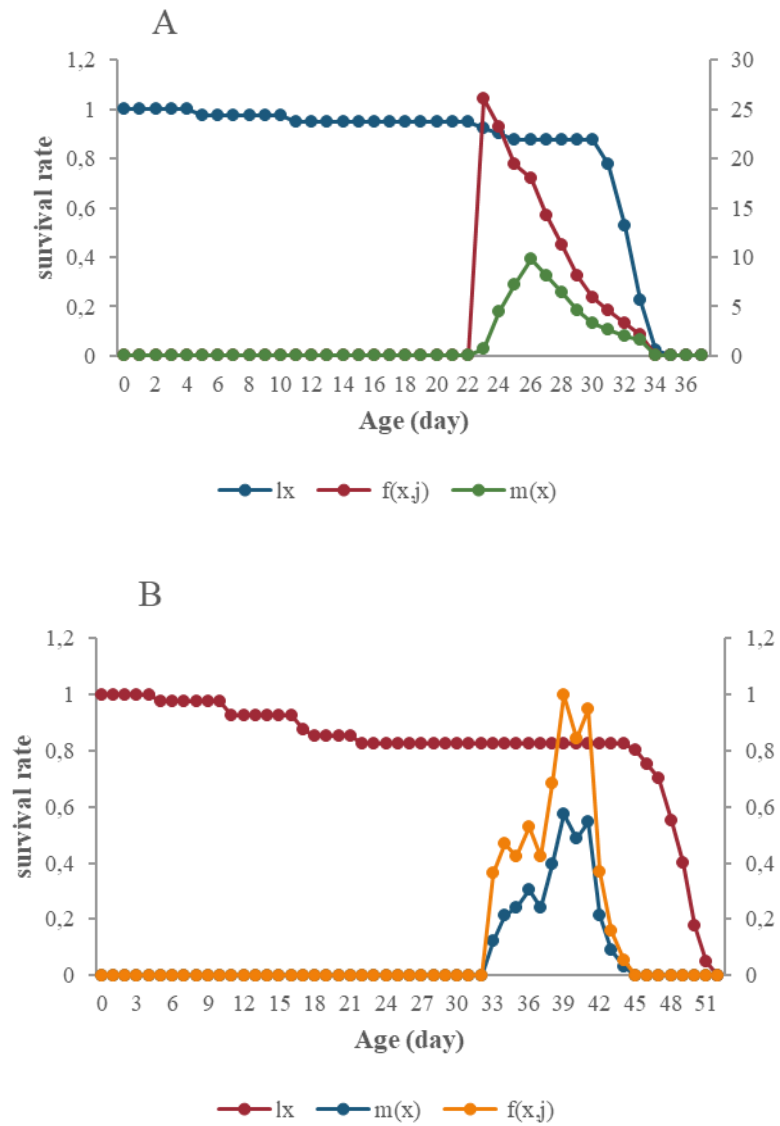 A
1,2
1
0,8
0,6
0,4
0,2
0
30
25
20
15
10
5
0
survival rate
0 2 4 6 8 10 12 14 16 18 20 22 24 26 28 30 32 34 36
Age (day)
lx f(x,j) m(x)
B
1,2
1
0,8
0,6
0,4
0,2
0
1,2
1
0,8
0,6
0,4
0,2
0
survival rate
0 3 6 9 12 15 18 21 24 27 30 33 36 39 42 45 48 51
Age (day)
lx m(x) f(x,j)